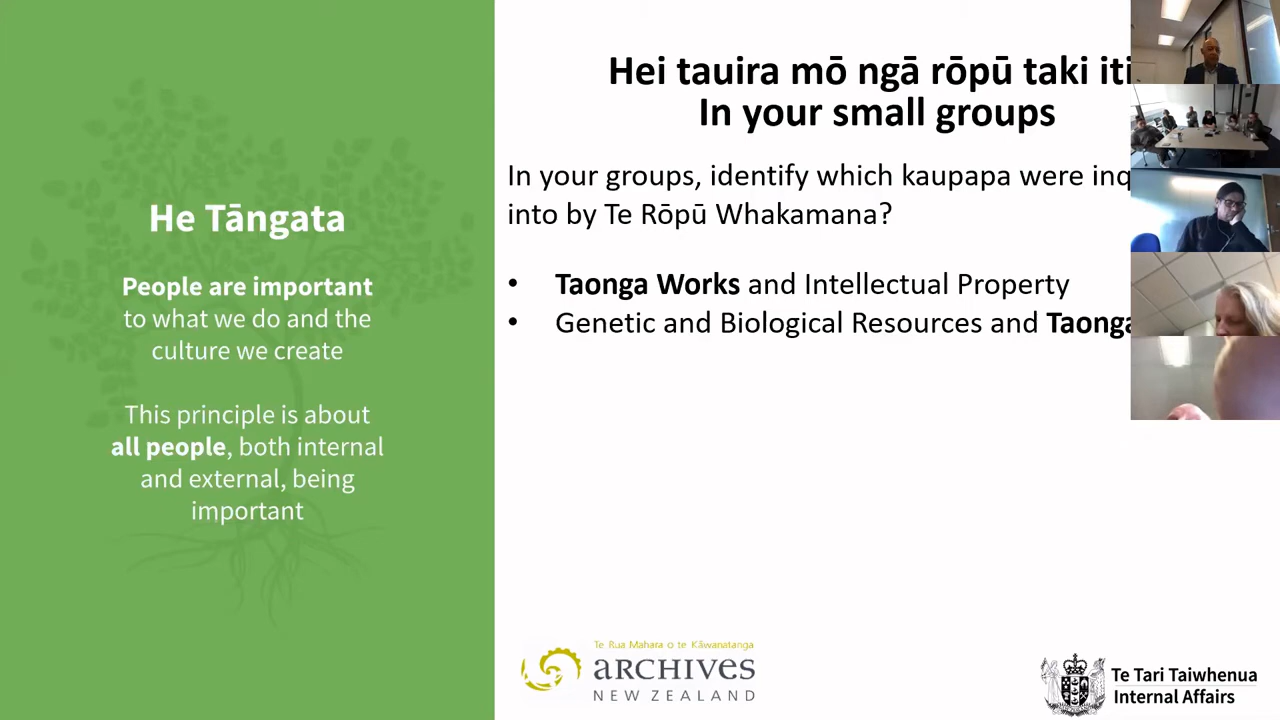 He Tāngata
People are important
to what we do and the
culture we create
This principle is about
all people, both internal
and external, being
important
Hei tauira mō ngā rōpū taki iti
In your small groups
In your groups, identify which kaupapa were
into by Te Rōpū Whakamana?
• Taonga Works and Intellectual Property
• Genetic and Biological Resources and Taonga
Te Rua Mahara o te Kāwanatanga
ARCHIVES
NEW ZEALAND
Te Tari Taiwhenua
Internal Affairs